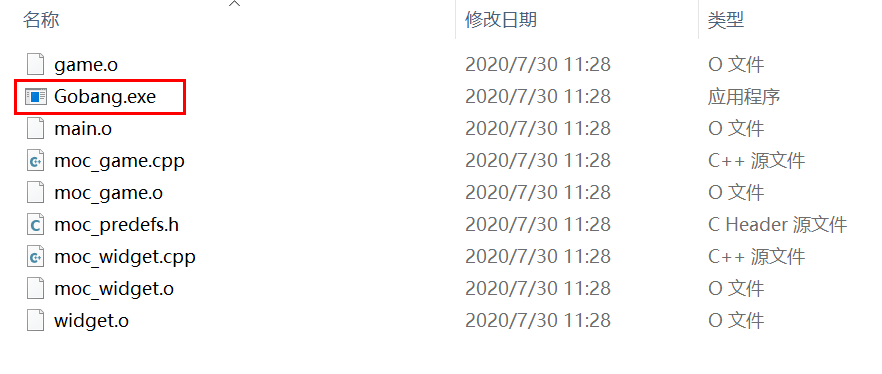 名称 修改日期 类型
game.o 2020/7/30 11:28 O 文件
Gobang.exe 2020/7/30 11:28 应用程序
main.o 2020/7/30 11:28 O 文件
moc_game.cpp 2020/7/30 11:28 C++ 源文件
moc_game.o 2020/7/30 11:28 O 文件
moc_predefs.h 2020/7/30 11:28 C Header 源文件
moc_widget.cpp 2020/7/30 11:28 C++ 源文件
moc_widget.o 2020/7/30 11:28 O 文件
widget.o 2020/7/30 11:28 O 文件